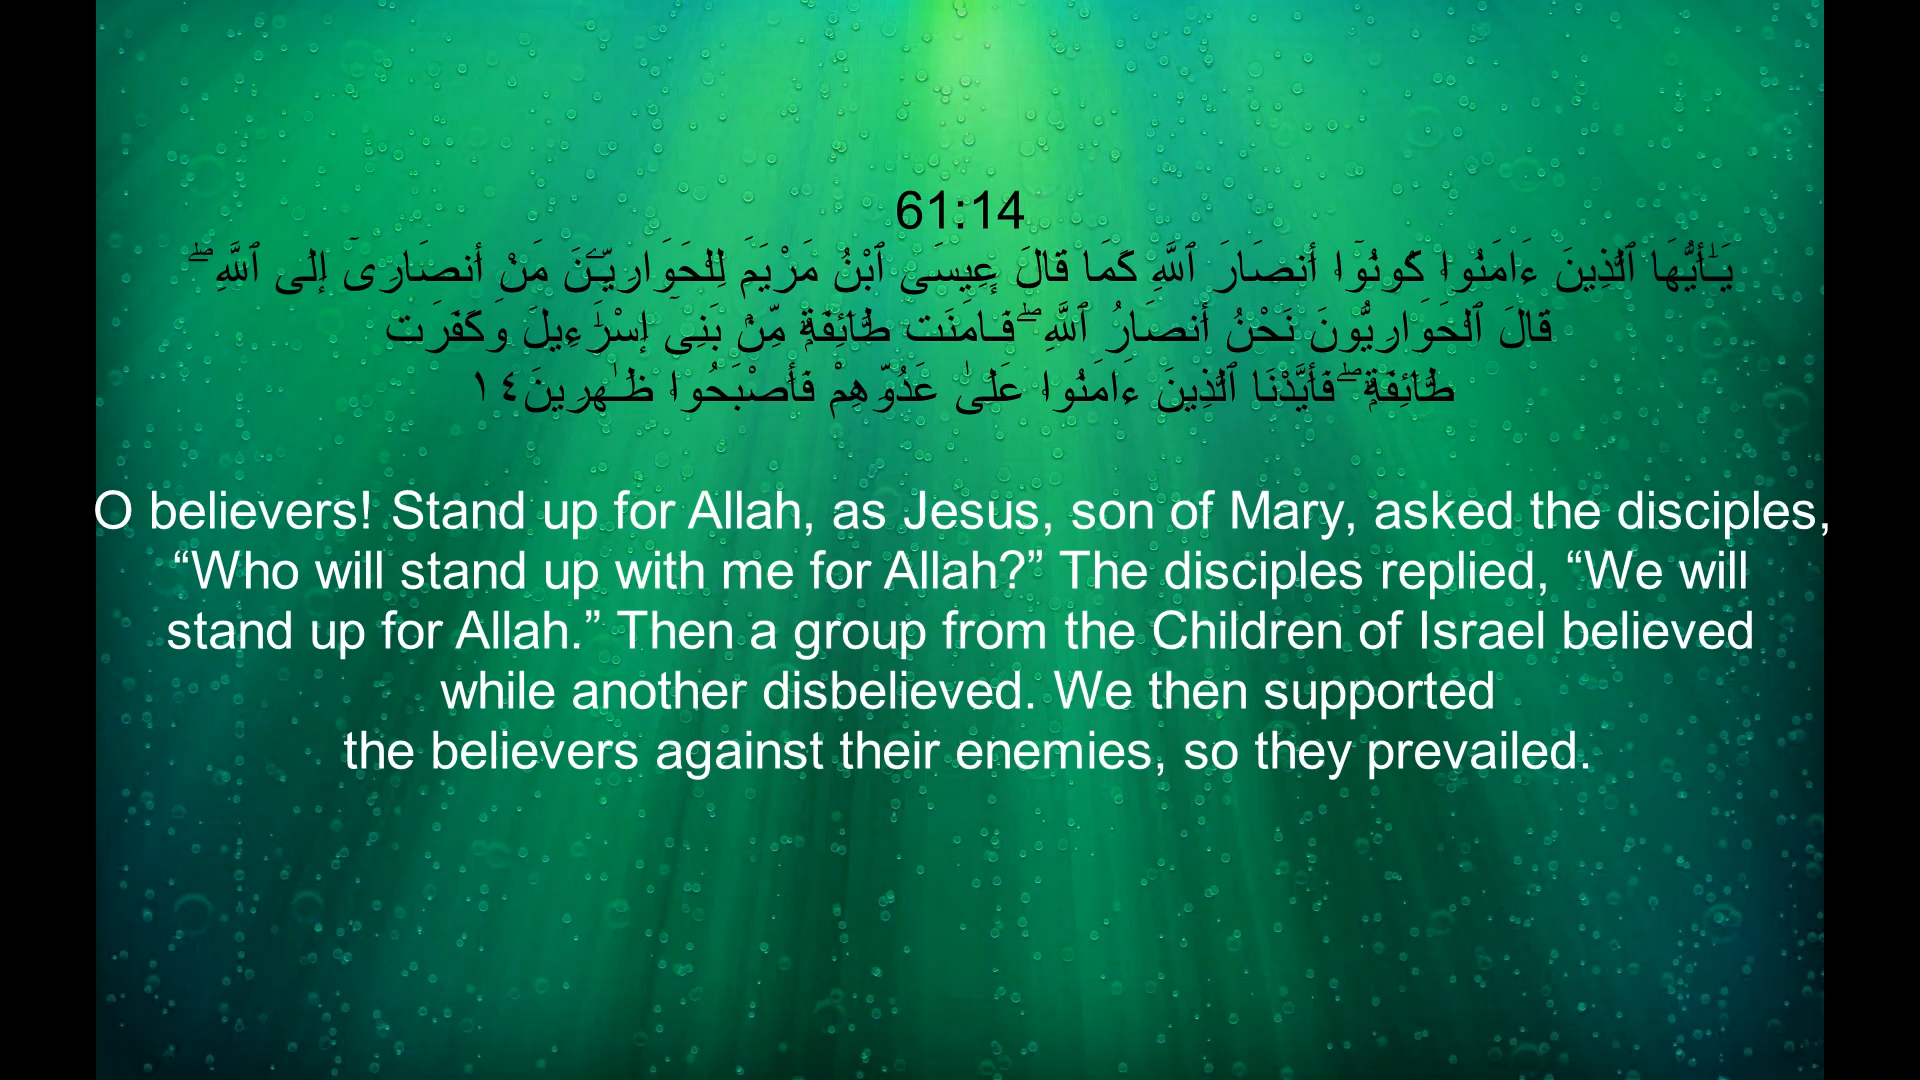 61:14
يَـٰٓأَيُّهَا ٱلَّذِينَ ءَامَنُوا۟ كُونُوٓا۟ أَنصَارَ ٱللَّهِ كَمَا قَالَ عِيسَى ٱبْنُ مَرْيَمَ لِلْحَوَارِيِّـۧنَ مَنْ أَنصَارِىٓ إِلَى ٱللَّهِ ۖ
قَالَ ٱلْحَوَارِيُّونَ نَحْنُ أَنصَارُ ٱللَّهِ ۖ فَـَٔامَنَت طَّآئِفَةٌۭ مِّنۢ بَنِىٓ إِسْرَٰٓءِيلَ وَكَفَرَت
طَّآئِفَةٌۭ ۖ فَأَيَّدْنَا ٱلَّذِينَ ءَامَنُوا۟ عَلَىٰ عَدُوِّهِمْ فَأَصْبَحُوا۟ ظَـٰهِرِينَ ١٤
O believers! Stand up for Allah, as Jesus, son of Mary, asked the disciples,
“Who will stand up with me for Allah?” The disciples replied, “We will
stand up for Allah.” Then a group from the Children of Israel believed
while another disbelieved. We then supported
the believers against their enemies, so they prevailed.